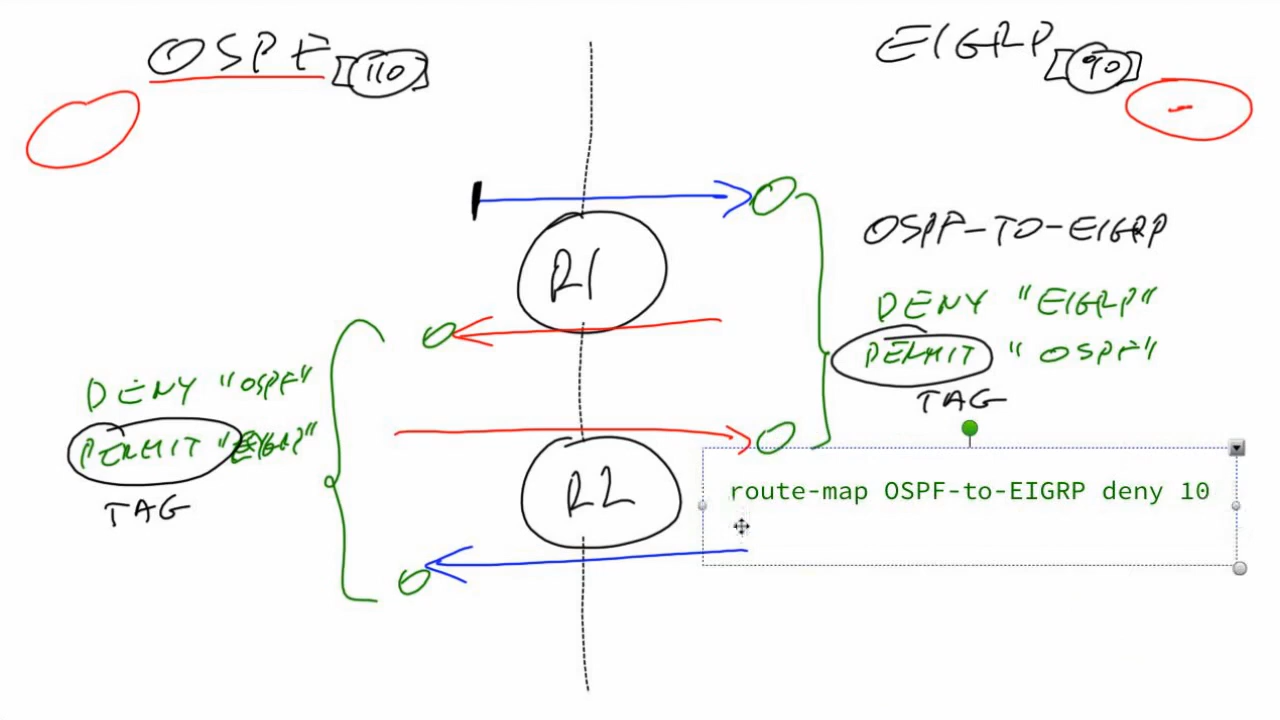 OSPF [110]
EIGRP [90]
R1
OSPF-TO-EIGRP
DENY "EIGRP"
PERMIT "OSPF"
TAG
DENY "OSPF"
PERMIT "EIGRP"
TAG
R2
route-map OSPF-to-EIGRP deny 10